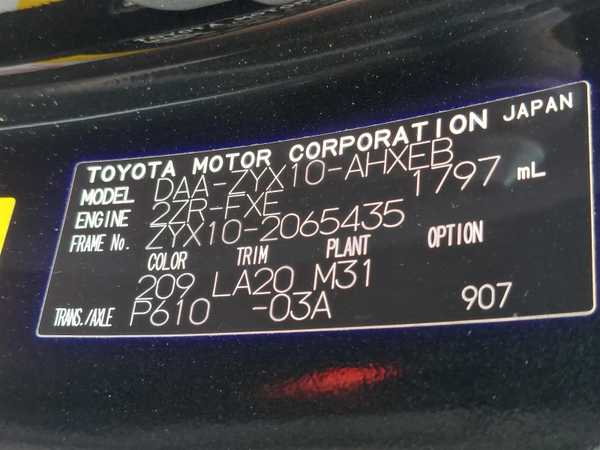 TOYOTA MOTOR CORPORATION JAPAN
MODEL DAA-ZYX10-AHXEB
ENGINE 2ZR-FXE 1797 mL
FRAME No. ZYX10-2065435
COLOR TRIM PLANT OPTION
209 LA20 M31
TRANS./AXLE P610 -03A 907